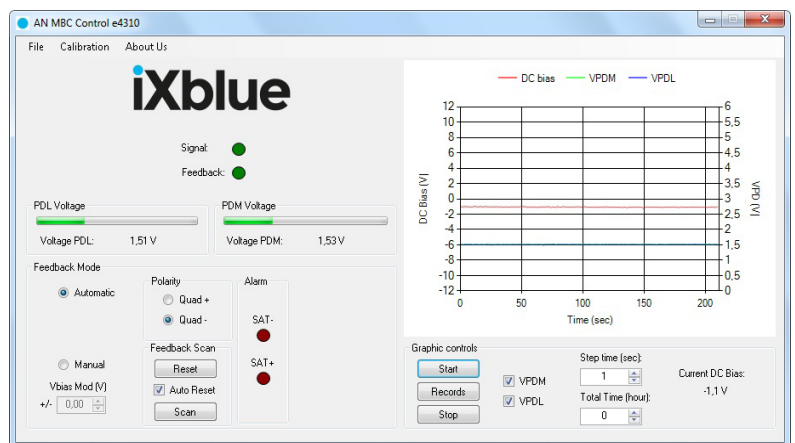 AN MBC Control e4310
File Calibration About Us
iXblue
Signal:
Feedback:
PDL Voltage
Voltage PDL: 1,51 V
PDM Voltage
Voltage PDM: 1,53 V
Feedback Mode
Automatic
Manual
Vbias Mod (V)
+/- 0,00
Polarity
Quad +
Quad -
Feedback Scan
Reset
Auto Reset
Scan
Alarm
SAT-
SAT+
DC bias VPDM VPDL
DC Bias (V)
12
10
8
6
4
2
0
-2
-4
-6
-8
-10
-12
6
5,5
5
4,5
4
3,5
3
2,5
2
1,5
1
0,5
0
VPD (V)
0 50 100 150 200
Time (sec)
Graphic controls
Start
Records
Stop
VPDM
VPDL
Step time (sec):
1
Total Time (hour):
0
Current DC Bias:
-1,1 V